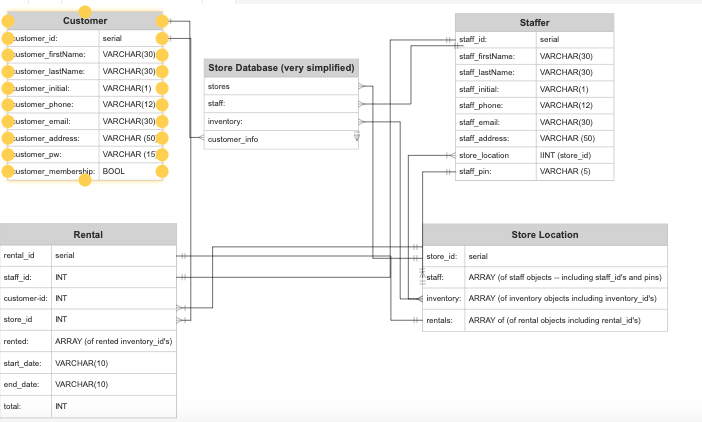 Customer
customer_id: serial
customer_firstName: VARCHAR(30)
customer_lastName: VARCHAR(30)
customer_initial: VARCHAR(1)
customer_phone: VARCHAR(12)
customer_email: VARCHAR(30)
customer_address: VARCHAR (50)
customer_pw: VARCHAR (15)
customer_membership: BOOL
Store Database (very simplified)
stores
staff:
inventory:
customer_info
Staffer
staff_id: serial
staff_firstName: VARCHAR(30)
staff_lastName: VARCHAR(30)
staff_initial: VARCHAR(1)
staff_phone: VARCHAR(12)
staff_email: VARCHAR(30)
staff_address: VARCHAR (50)
store_location IINT (store_id)
staff_pin: VARCHAR (5)
Rental
rental_id serial
staff_id: INT
customer-id: INT
store_id INT
rented: ARRAY (of rented inventory_id's)
start_date: VARCHAR(10)
end_date: VARCHAR(10)
total: INT
Store Location
store_id: serial
staff: ARRAY (of staff objects -- including staff_id's and pins)
inventory: ARRAY (of inventory objects including inventory_id's)
rentals: ARRAY of (of rental objects including rental_id's)